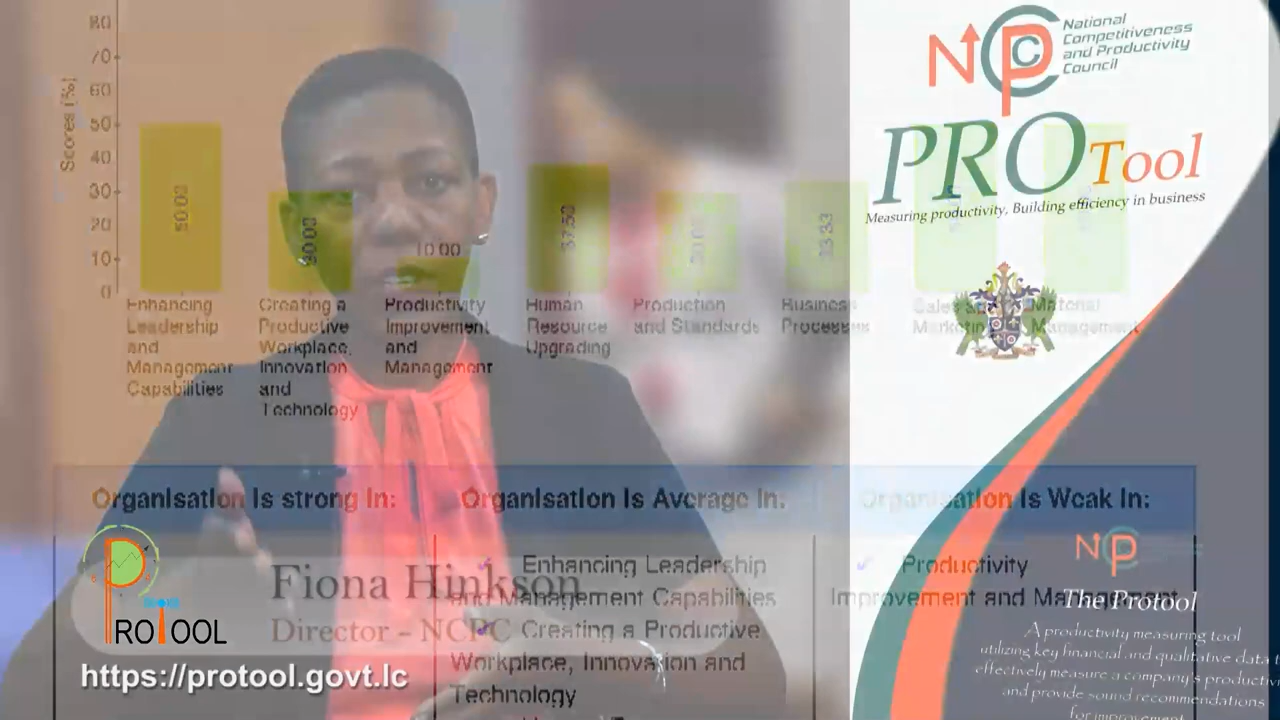 80
70
60
50
40
30
20
10
0
Scores (%)
50.00
30.00
10.00
37.50
33.33
Enhancing
Leadership
and
Management
Capabilities
Creating a
Productive
Workplace,
Innovation
and
Technology
Productivity
Improvement
and
Management
Human
Resource
Upgrading
Production
and Standards
Business
Processes
Material
Management
NCPC
National
Competitiveness
and Productivity
Council
PROTool
Measuring productivity, Building efficiency in business
Organisation Is strong In:
Organisation Is Average In:
Organisation Is Weak In:
Enhancing Leadership
and Management Capabilities
Creating a Productive
Workplace, Innovation and
Technology
Productivity
Improvement and Management
Fiona Hinkson
Director - NCPC
PROTOOL
https://protool.govt.lc
The Protool
A productivity measuring tool
utilizing key financial and qualitative data
effectively measure a company's
and provide sound recommendations
for improvement